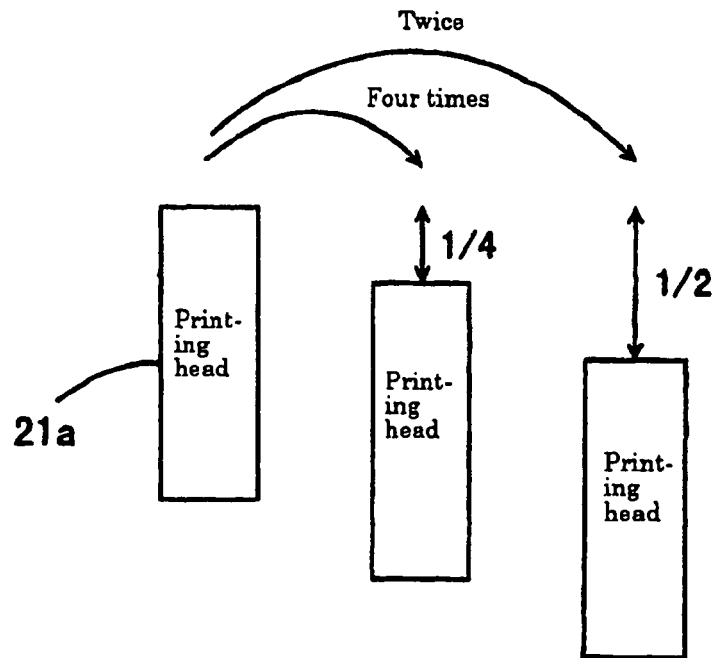 Twice
Four times
1/4
1/2
Print-
ing
head
Print-
ing
head
21a
Print-
ing
head